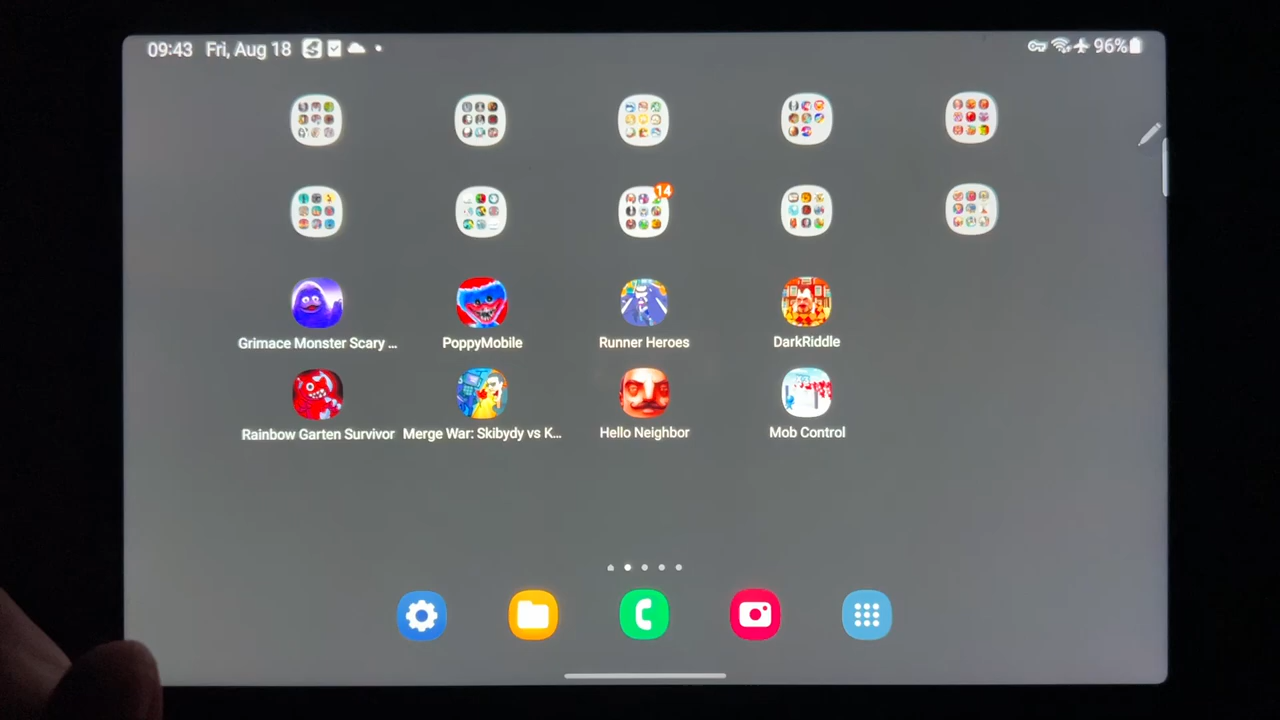 09:43 Fri, Aug 18
96%
14
Grimace Monster Scary ...
PoppyMobile
Runner Heroes
DarkRiddle
Rainbow Garten Survivor
Merge War: Skibydy vs K...
Hello Neighbor
Mob Control